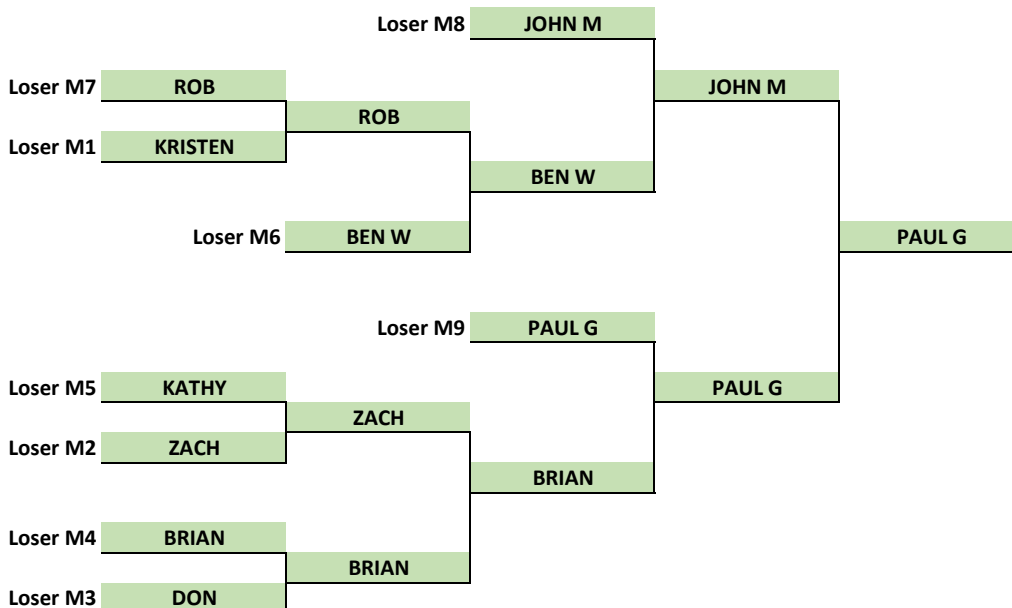 Loser M8 JOHN M
Loser M7 ROB JOHN M
ROB
Loser M1 KRISTEN
BEN W
Loser M6 BEN W PAUL G
Loser M9 PAUL G
Loser M5 KATHY PAUL G
ZACH
Loser M2 ZACH
BRIAN
Loser M4 BRIAN
BRIAN
Loser M3 DON